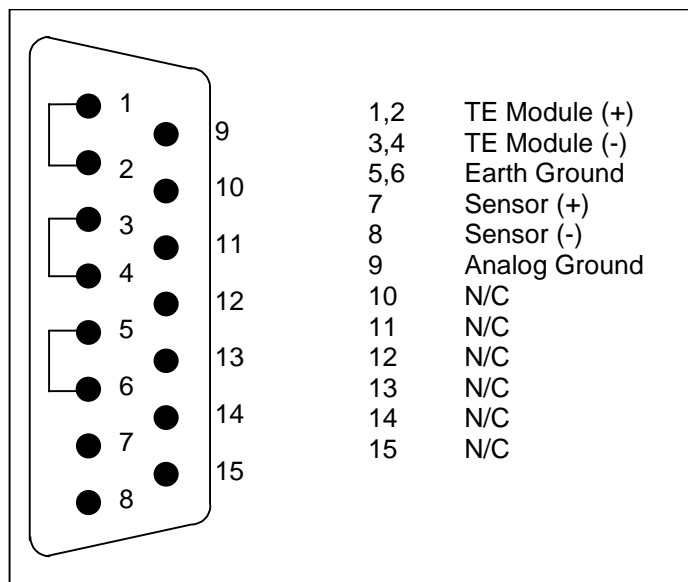 1
2
3
4
5
6
7
8
9
10
11
12
13
14
15
1,2 TE Module (+)
3,4 TE Module (-)
5,6 Earth Ground
7 Sensor (+)
8 Sensor (-)
9 Analog Ground
10 N/C
11 N/C
12 N/C
13 N/C
14 N/C
15 N/C